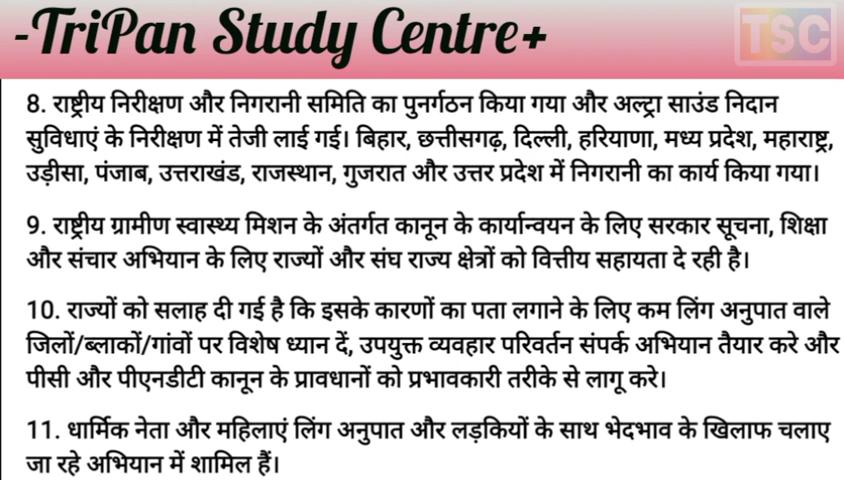 -TriPan Study Centre+
TSC
8. राष्ट्रीय निरीक्षण और निगरानी समिति का पुनर्गठन किया गया और अल्ट्रा साउंड निदान
सुविधाएं के निरीक्षण में तेजी लाई गई। बिहार, छत्तीसगढ़, दिल्ली, हरियाणा, मध्य प्रदेश, महाराष्ट्र,
उड़ीसा, पंजाब, उत्तराखंड, राजस्थान, गुजरात और उत्तर प्रदेश में निगरानी का कार्य किया गया।
9. राष्ट्रीय ग्रामीण स्वास्थ्य मिशन के अंतर्गत कानून के कार्यान्वयन के लिए सरकार सूचना, शिक्षा
और संचार अभियान के लिए राज्यों और संघ राज्य क्षेत्रों को वित्तीय सहायता दे रही है।
10. राज्यों को सलाह दी गई है कि इसके कारणों का पता लगाने के लिए कम लिंग अनुपात वाले
जिलों/ब्लाकों/गांवों पर विशेष ध्यान दें, उपयुक्त व्यवहार परिवर्तन संपर्क अभियान तैयार करे और
पीसी और पीएनडीटी कानून के प्रावधानों को प्रभावकारी तरीके से लागू करे।
11. धार्मिक नेता और महिलाएं लिंग अनुपात और लड़कियों के साथ भेदभाव के खिलाफ चलाए
जा रहे अभियान में शामिल हैं।